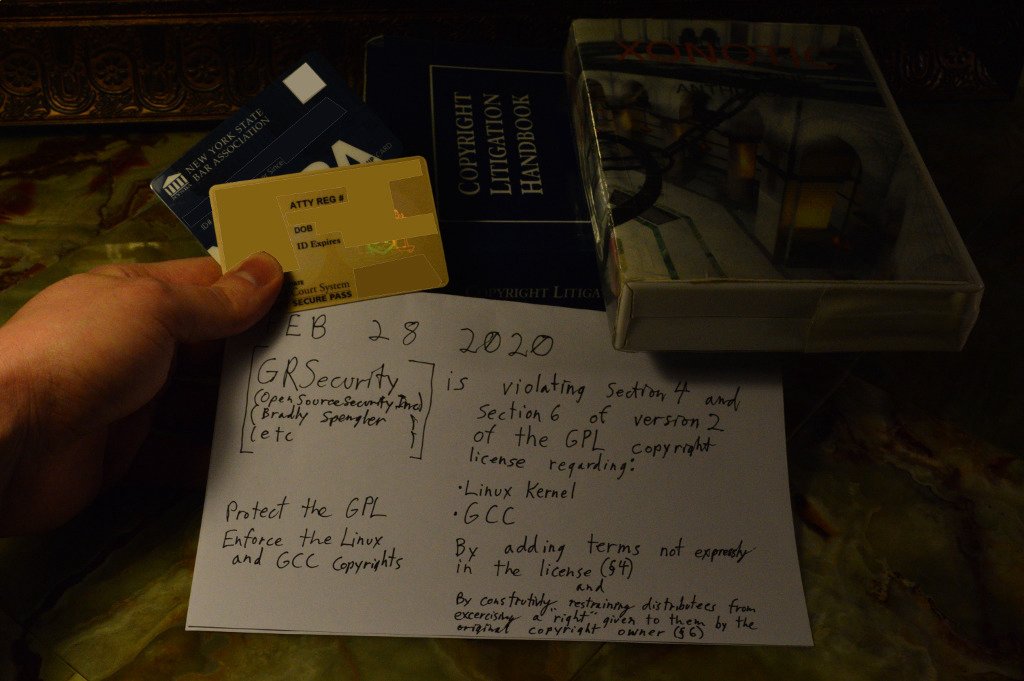 NEW YORK STATE
BAR ASSOCIATION
ATTY REG #
DOB
ID Expires
Court System
SECURE PASS
COPYRIGHT
LITIGATION
HANDBOOK
COPYRIGHT LITIGA
XONOTIC
EB 28 2020
GRSecurity
(Open Source Security Inc)
(Bradly Spengler )
(etc )
is violating section 4 and
section 6 of version 2
of the GPL copyright
license regarding:
•Linux Kernel
•GCC
By adding terms not expressly
in the license (§4)
and
By construtivly restraining distributees from
excercising a "right" given to them by the
original copyright owner (§6)
Protect the GPL
Enforce the Linux
and GCC Copyrights